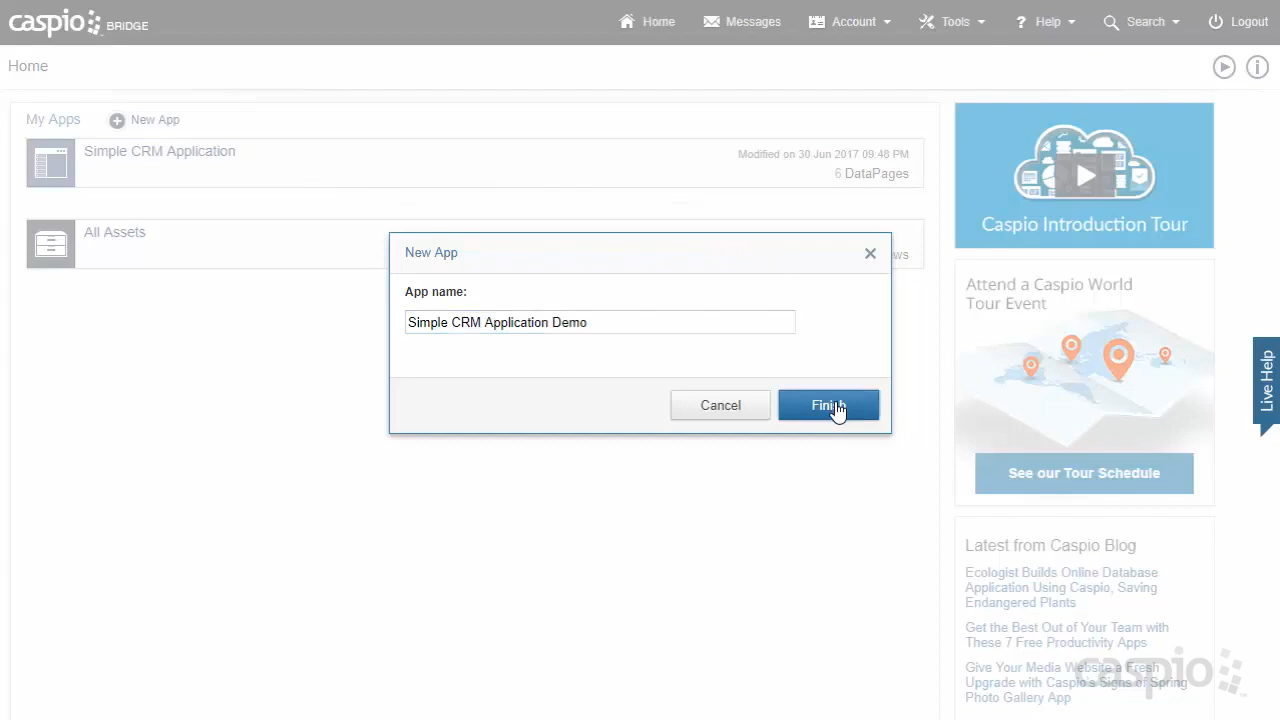 caspio BRIDGE
Home
Messages
Account
Tools
Help
Search
Logout
Home
My Apps
New App
Simple CRM Application
Modified on 30 Jun 2017 09:48 PM
6 DataPages
All Assets
ws
New App
App name:
Simple CRM Application Demo
Cancel
Finish
Caspio Introduction Tour
Attend a Caspio World
Tour Event
See our Tour Schedule
Live Help
Latest from Caspio Blog
Ecologist Builds Online Database
Application Using Caspio, Saving
Endangered Plants
Get the Best Out of Your Team with
These 7 Free Productivity Apps
Give Your Media Website a Fresh
Upgrade with Caspio's Signs of Spring
Photo Gallery App
caspio